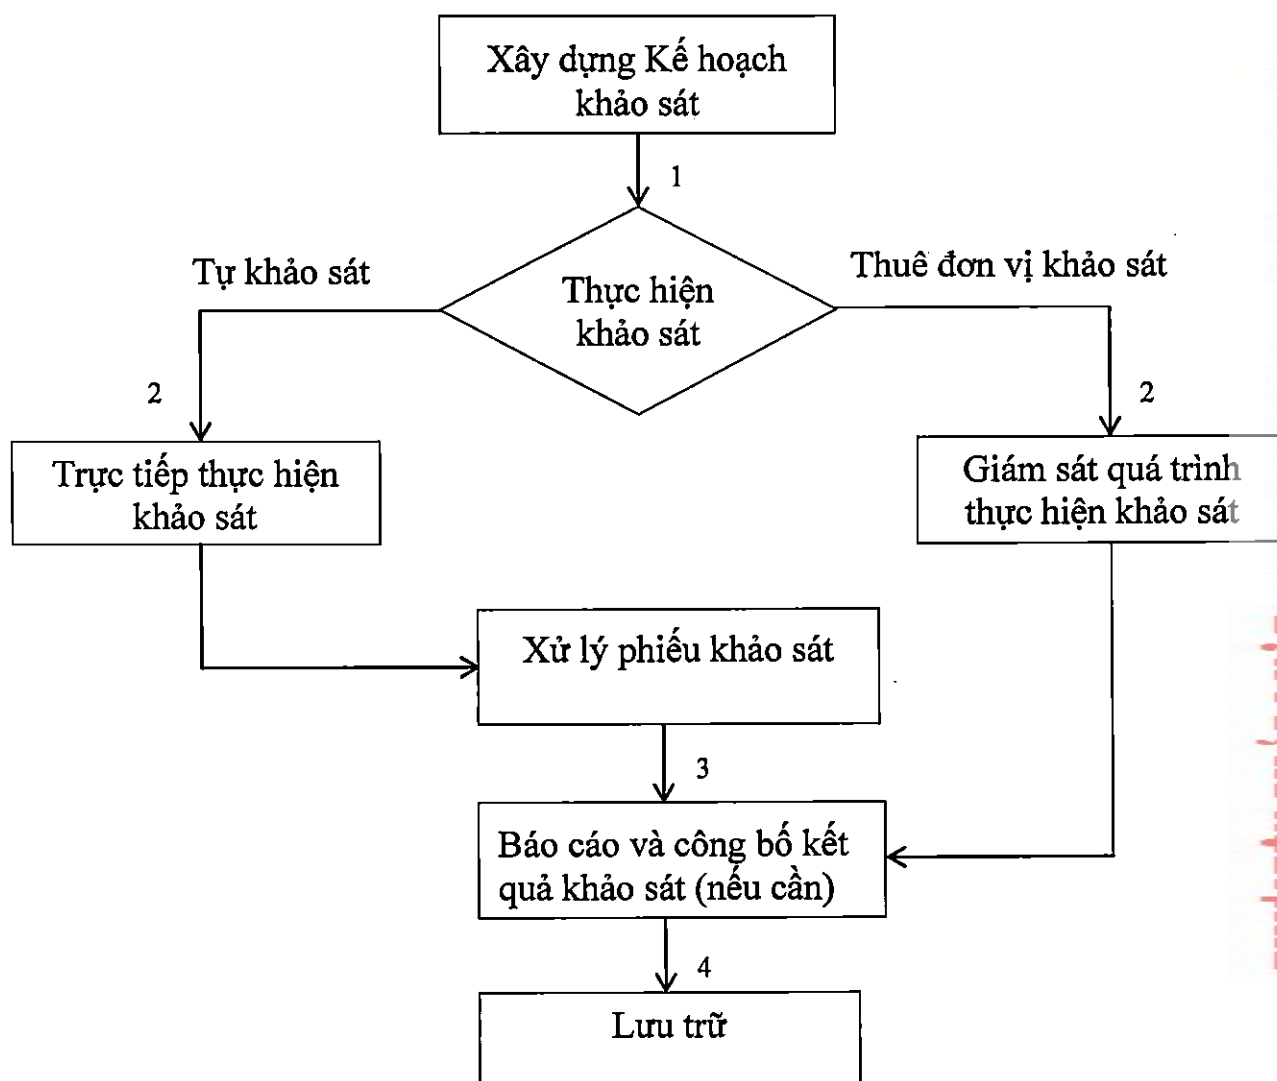 Xây dựng Kế hoạch
khảo sát
1
Tự khảo sát
Thuê đơn vị khảo sát
Thực hiện
khảo sát
2
2
Trực tiếp thực hiện
khảo sát
Giám sát quá trình
thực hiện khảo sát
Xử lý phiếu khảo sát
3
Báo cáo và công bố kết
quả khảo sát (nếu cần)
4
Lưu trữ